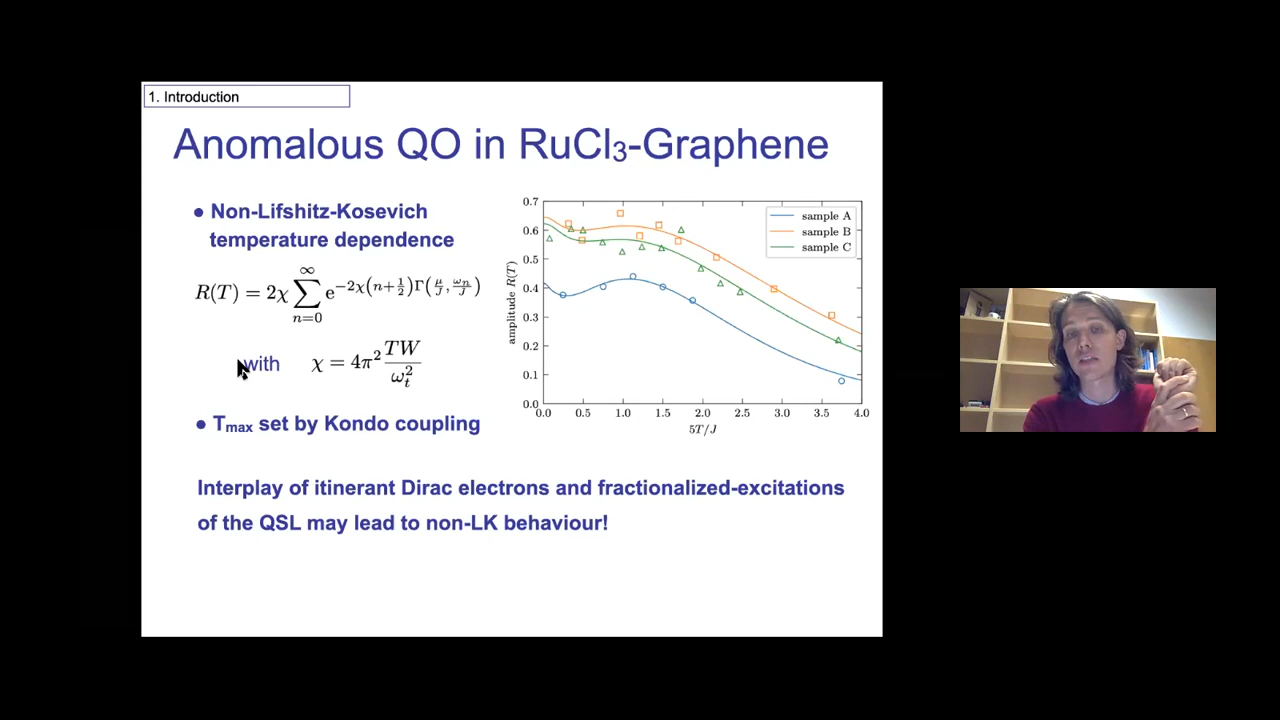 1. Introduction
Anomalous QO in RuCl₃-Graphene
● Non-Lifshitz-Kosevich
temperature dependence
R(T) = 2χ ∑_{n=0}^{∞} e^{−2χ(n+1/2)Γ(μ/J, ω_n/J)}
with χ = 4π² TW/ω_t²
● Tmax set by Kondo coupling
Interplay of itinerant Dirac electrons and fractionalized-excitations
of the QSL may lead to non-LK behaviour!
sample A
sample B
sample C
amplitude R(T)
0.7
0.6
0.5
0.4
0.3
0.2
0.1
0.0
0.0 0.5 1.0 1.5 2.0 2.5 3.0 3.5 4.0
5T/J